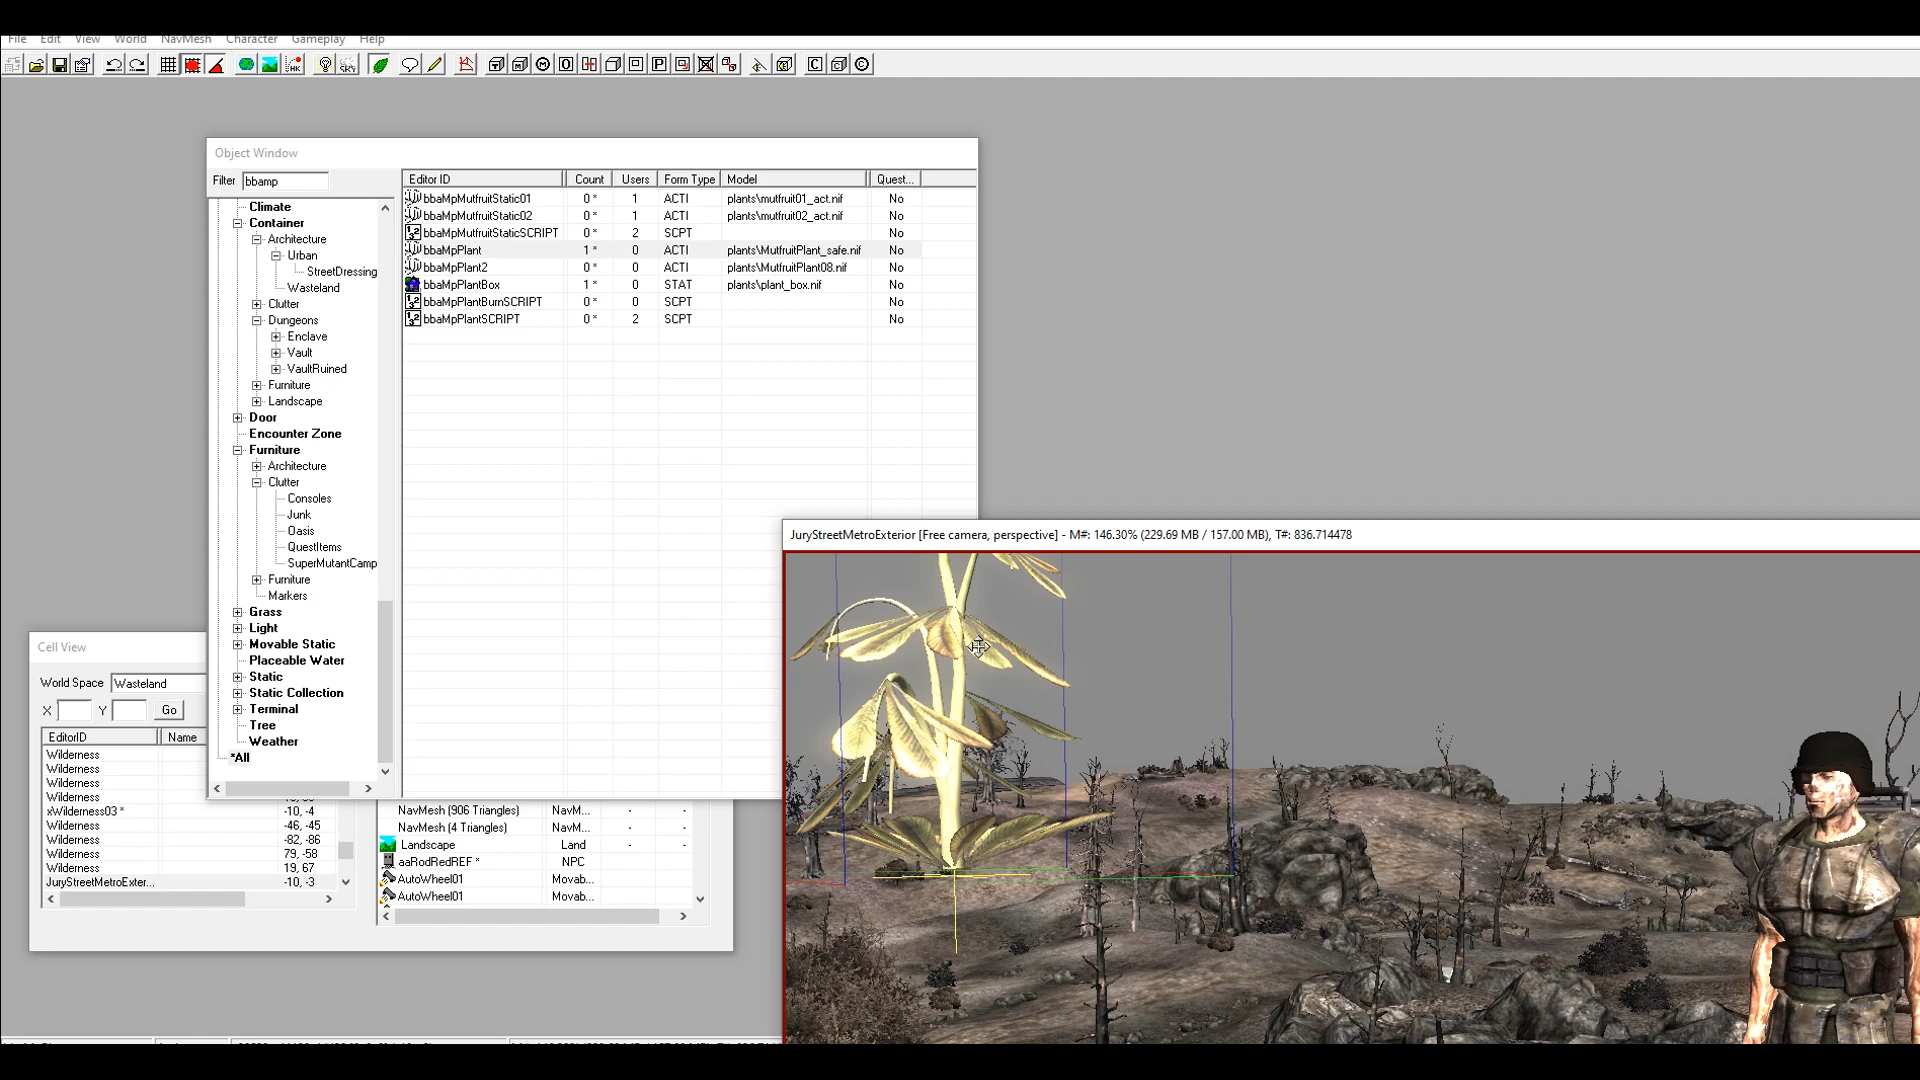 File Edit View World NavMesh Character Gameplay Help
Object Window
Filter bbamp
Editor ID Count Users Form Type Model Quest...
bbaMpMutfruitStatic01 0 * 1 ACTI plants\mutfruit01_act.nif No
bbaMpMutfruitStatic02 0 * 1 ACTI plants\mutfruit02_act.nif No
bbaMpMutfruitStaticSCRIPT 0 * 2 SCPT No
bbaMpPlant 1 * 0 ACTI plants\MutfruitPlant_safe.nif No
bbaMpPlant2 0 * 0 ACTI plants\MutfruitPlant08.nif No
bbaMpPlantBox 1 * 0 STAT plants\plant_box.nif No
bbaMpPlantBurnSCRIPT 0 * 0 SCPT No
bbaMpPlantSCRIPT 0 * 2 SCPT No
Climate
Container
Architecture
Urban
StreetDressing
Wasteland
Clutter
Dungeons
Enclave
Vault
VaultRuined
Furniture
Landscape
Door
Encounter Zone
Furniture
Architecture
Clutter
Consoles
Junk
Oasis
QuestItems
SuperMutantCamp
Furniture
Markers
Grass
Light
Movable Static
Placeable Water
Static
Static Collection
Terminal
Tree
Weather
*All
JuryStreetMetroExterior [Free camera, perspective] - M#: 146.30% (229.69 MB / 157.00 MB), T#: 836.714478
Cell View
World Space Wasteland
X Y Go
EditorID Name
Wilderness
Wilderness
Wilderness
Wilderness
xWilderness03 * -10, -4
Wilderness -46, -45
Wilderness -82, -86
Wilderness 79, -58
Wilderness 19, 67
JuryStreetMetroExter... -10, -3
NavMesh (906 Triangles) NavM... - -
NavMesh (4 Triangles) NavM... - -
Landscape Land - -
aaRodRedREF * NPC
AutoWheel01 Movab...
AutoWheel01 Movab...